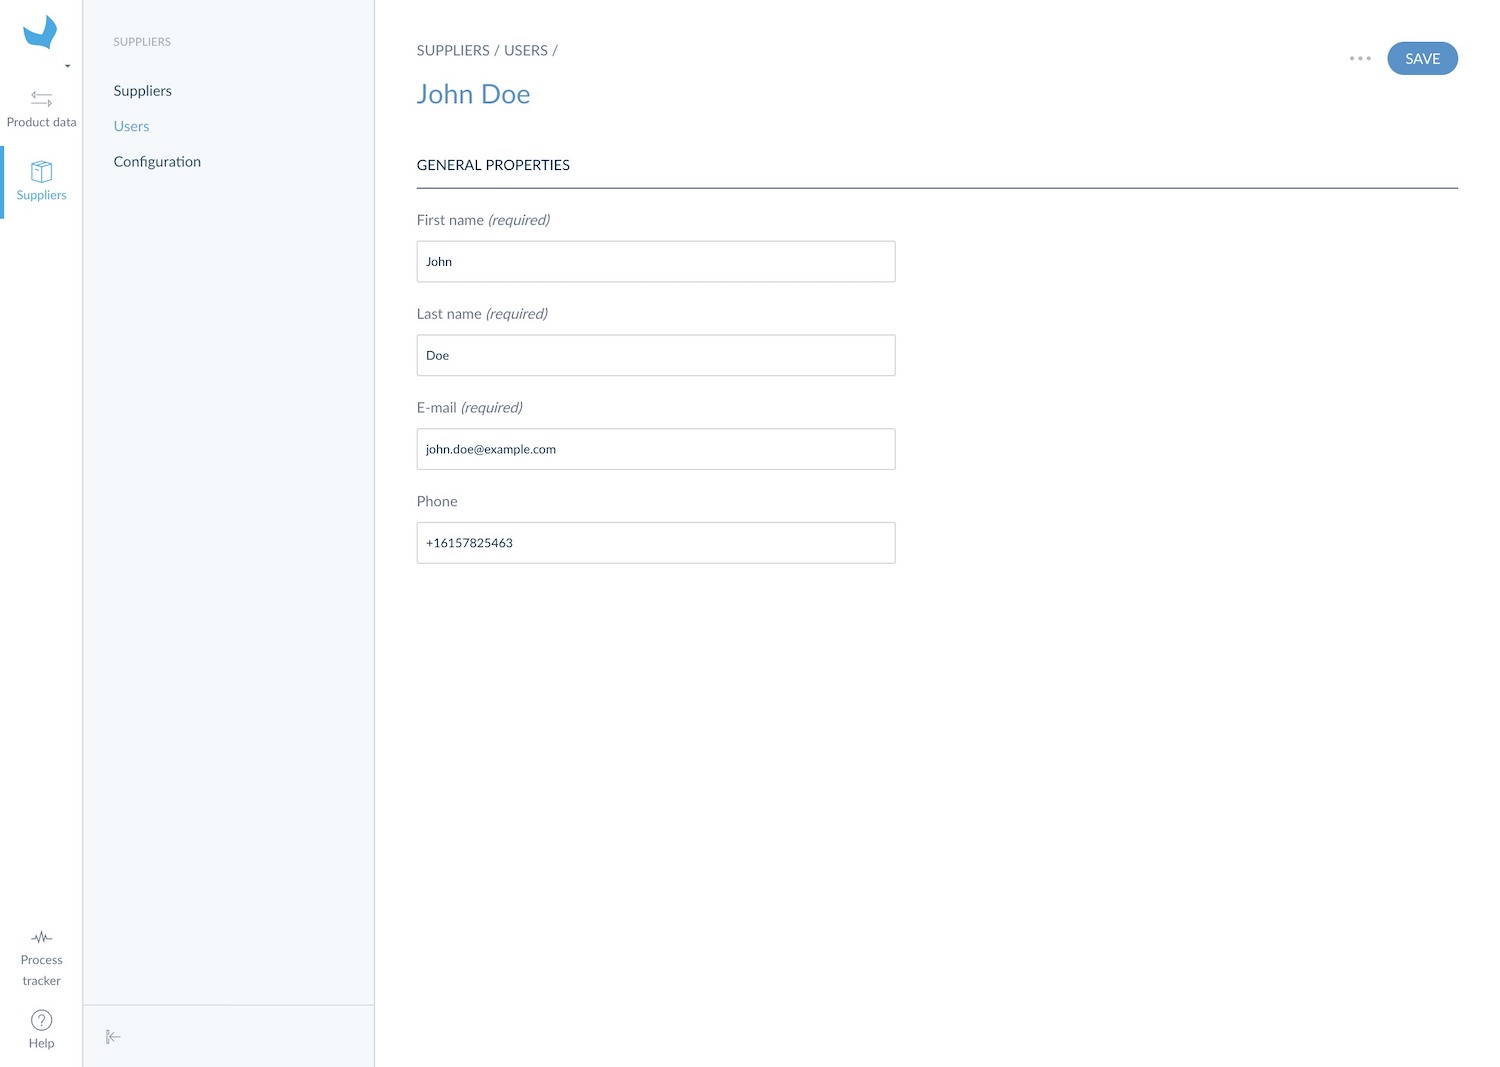 Product data
Suppliers
Process
tracker
Help
SUPPLIERS
Suppliers
Users
Configuration
SUPPLIERS / USERS /
John Doe
SAVE
GENERAL PROPERTIES
First name (required)
John
Last name (required)
Doe
E-mail (required)
john.doe@example.com
Phone
+16157825463